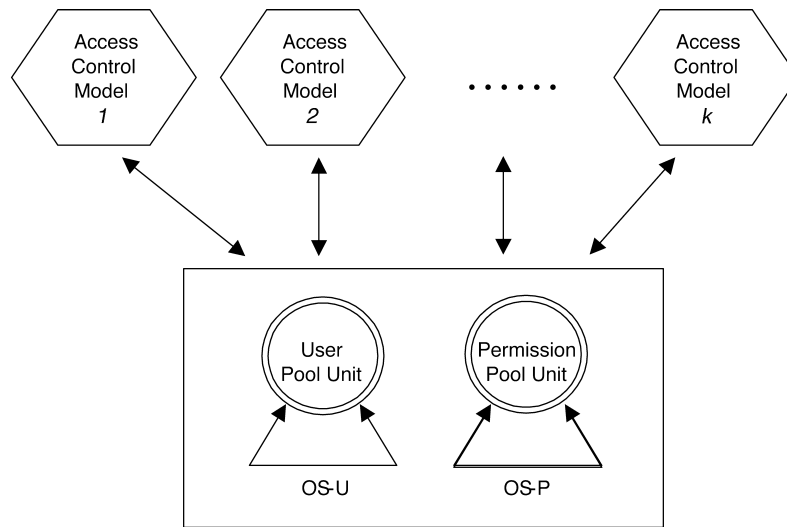 Access
Control
Model
1
Access
Control
Model
2
......
Access
Control
Model
k
User
Pool Unit
Permission
Pool Unit
OS-U
OS-P